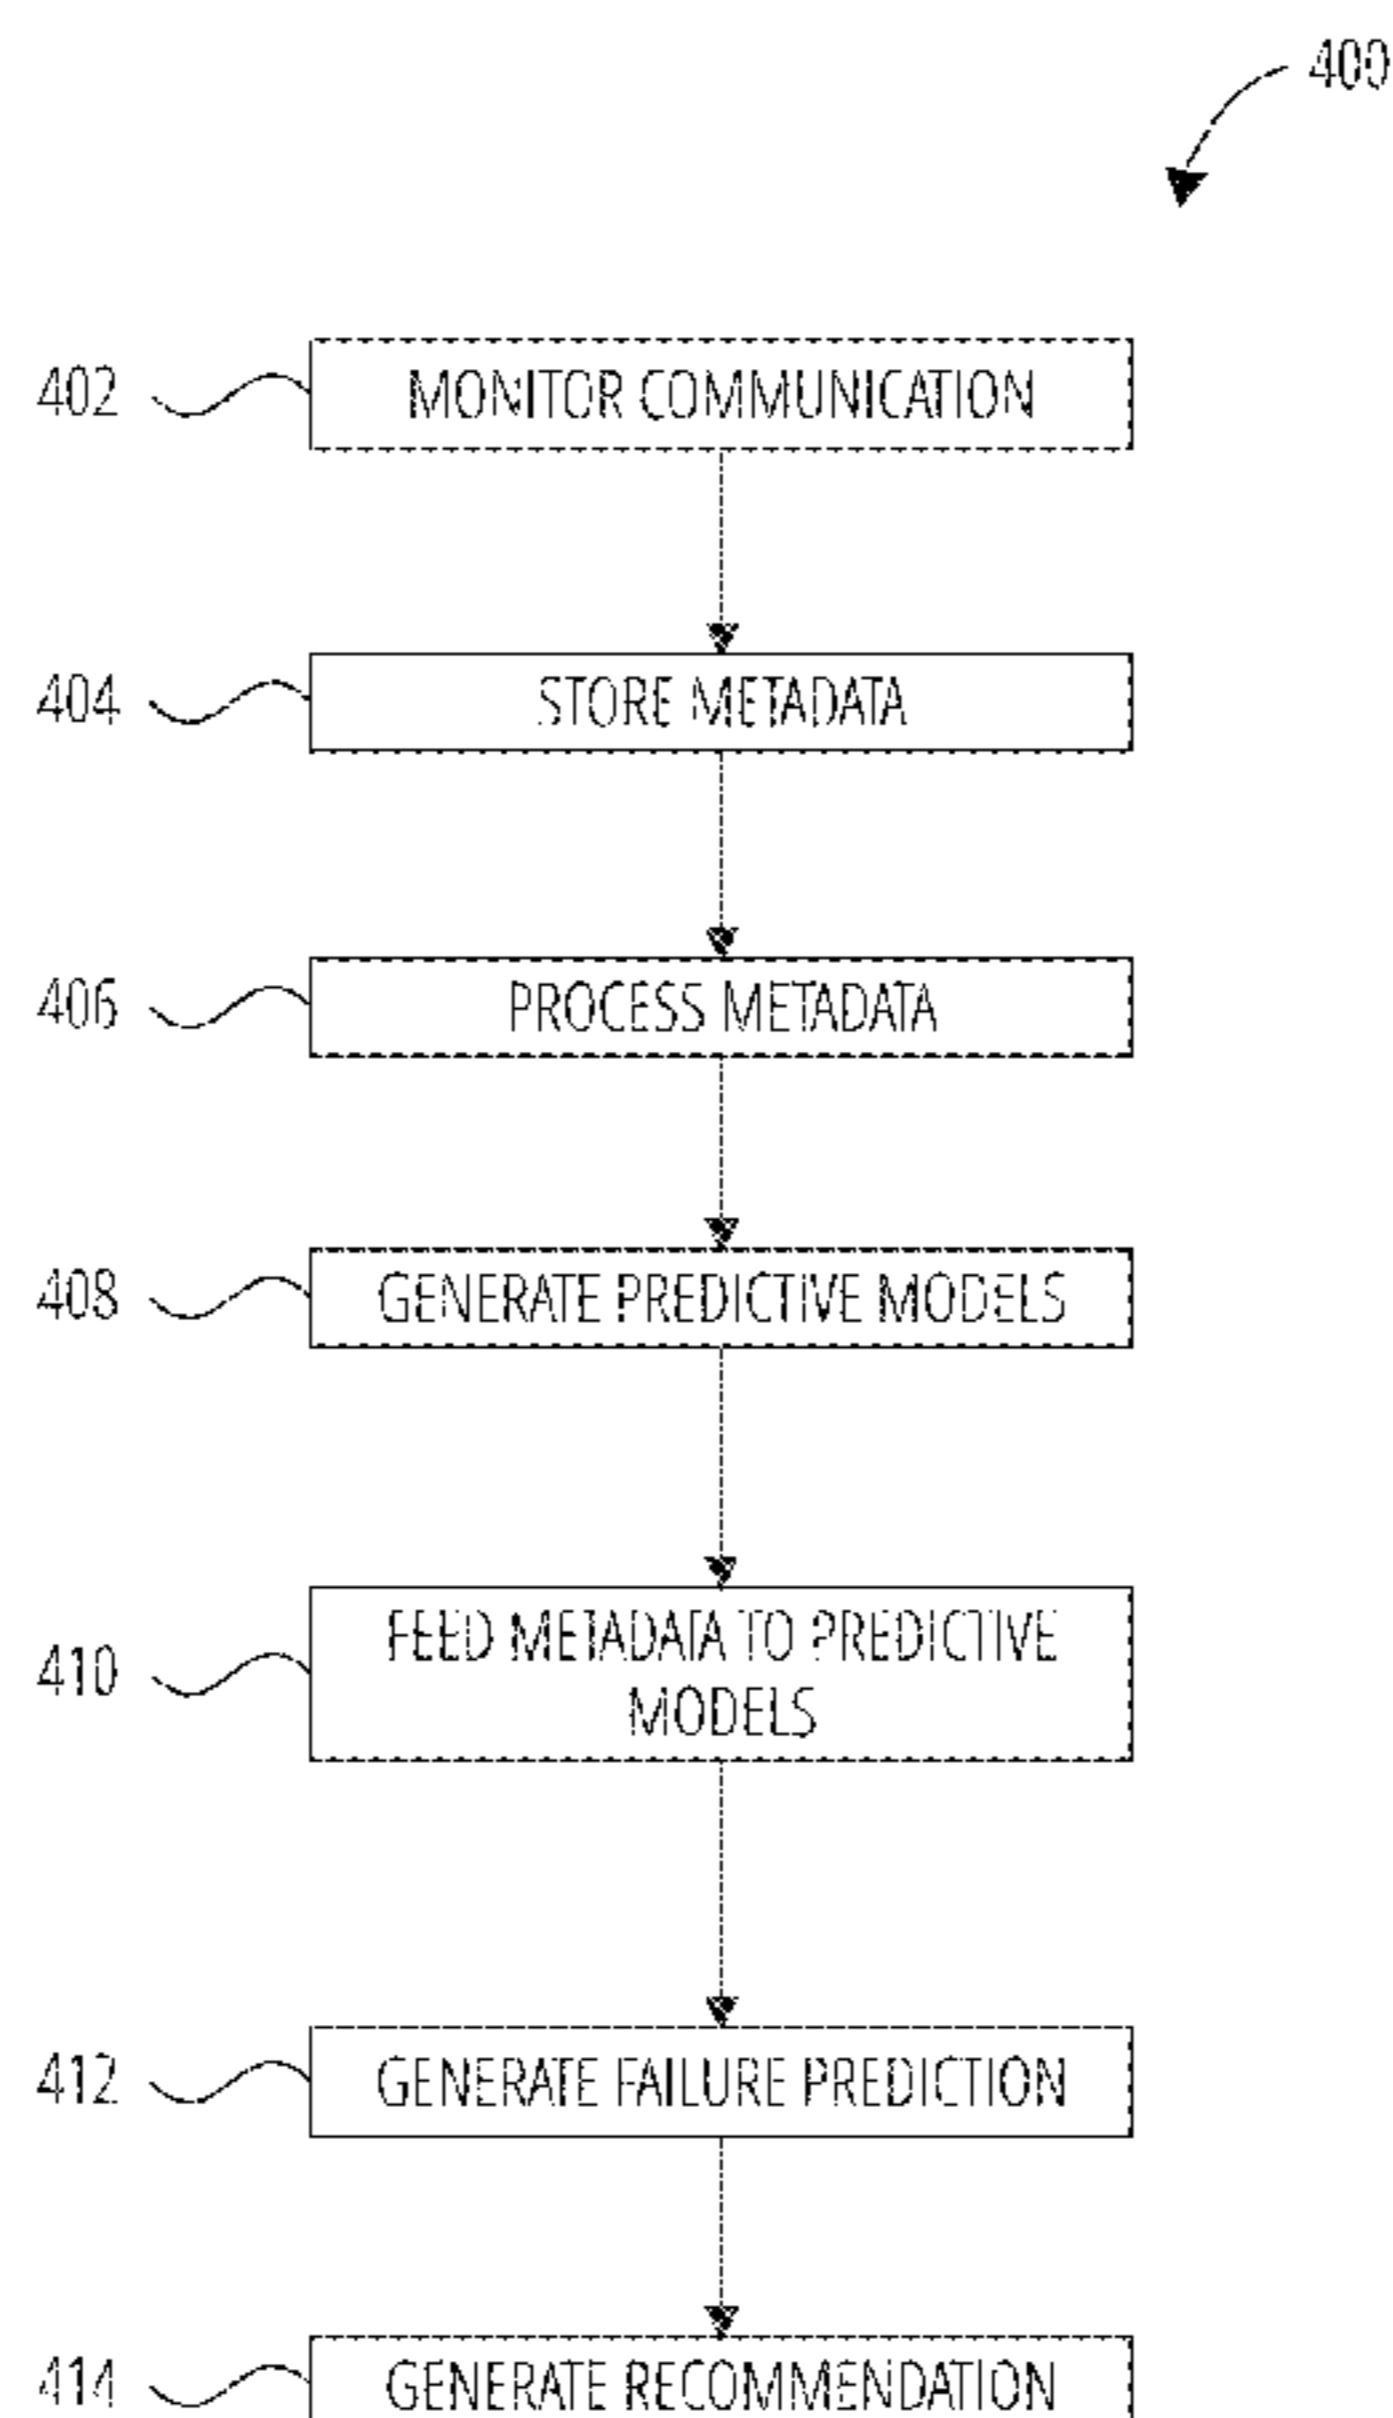 400
402 MONITOR COMMUNICATION
404 STORE METADATA
406 PROCESS METADATA
408 GENERATE PREDICTIVE MODELS
410 FEED METADATA TO PREDICTIVE
MODELS
412 GENERATE FAILURE PREDICTION
414 GENERATE RECOMMENDATION